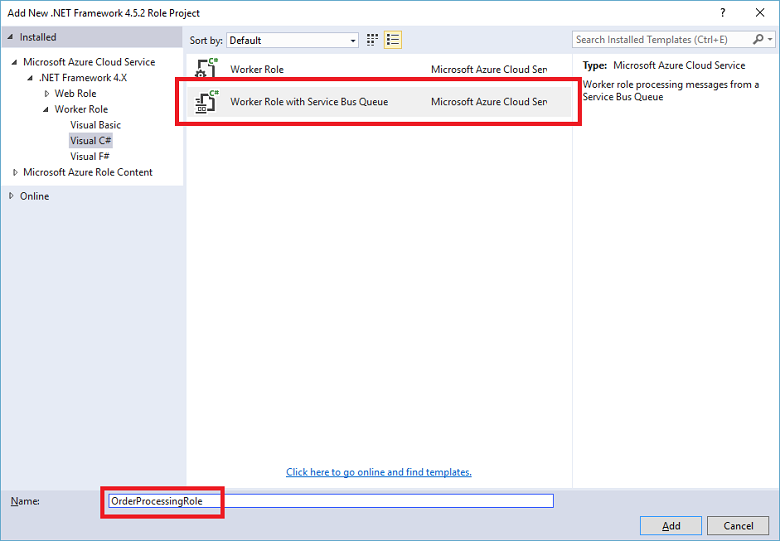 Add New .NET Framework 4.5.2 Role Project
?
Installed
Sort by: Default
Search Installed Templates (Ctrl+E)
Microsoft Azure Cloud Service
.NET Framework 4.X
Web Role
Worker Role
Visual Basic
Visual C#
Visual F#
Microsoft Azure Role Content
Online
C#
Worker Role Microsoft Azure Cloud Ser
C#
Worker Role with Service Bus Queue Microsoft Azure Cloud Ser
Type: Microsoft Azure Cloud Service
Worker role processing messages from a
Service Bus Queue
Click here to go online and find templates.
Name: OrderProcessingRole
Add Cancel